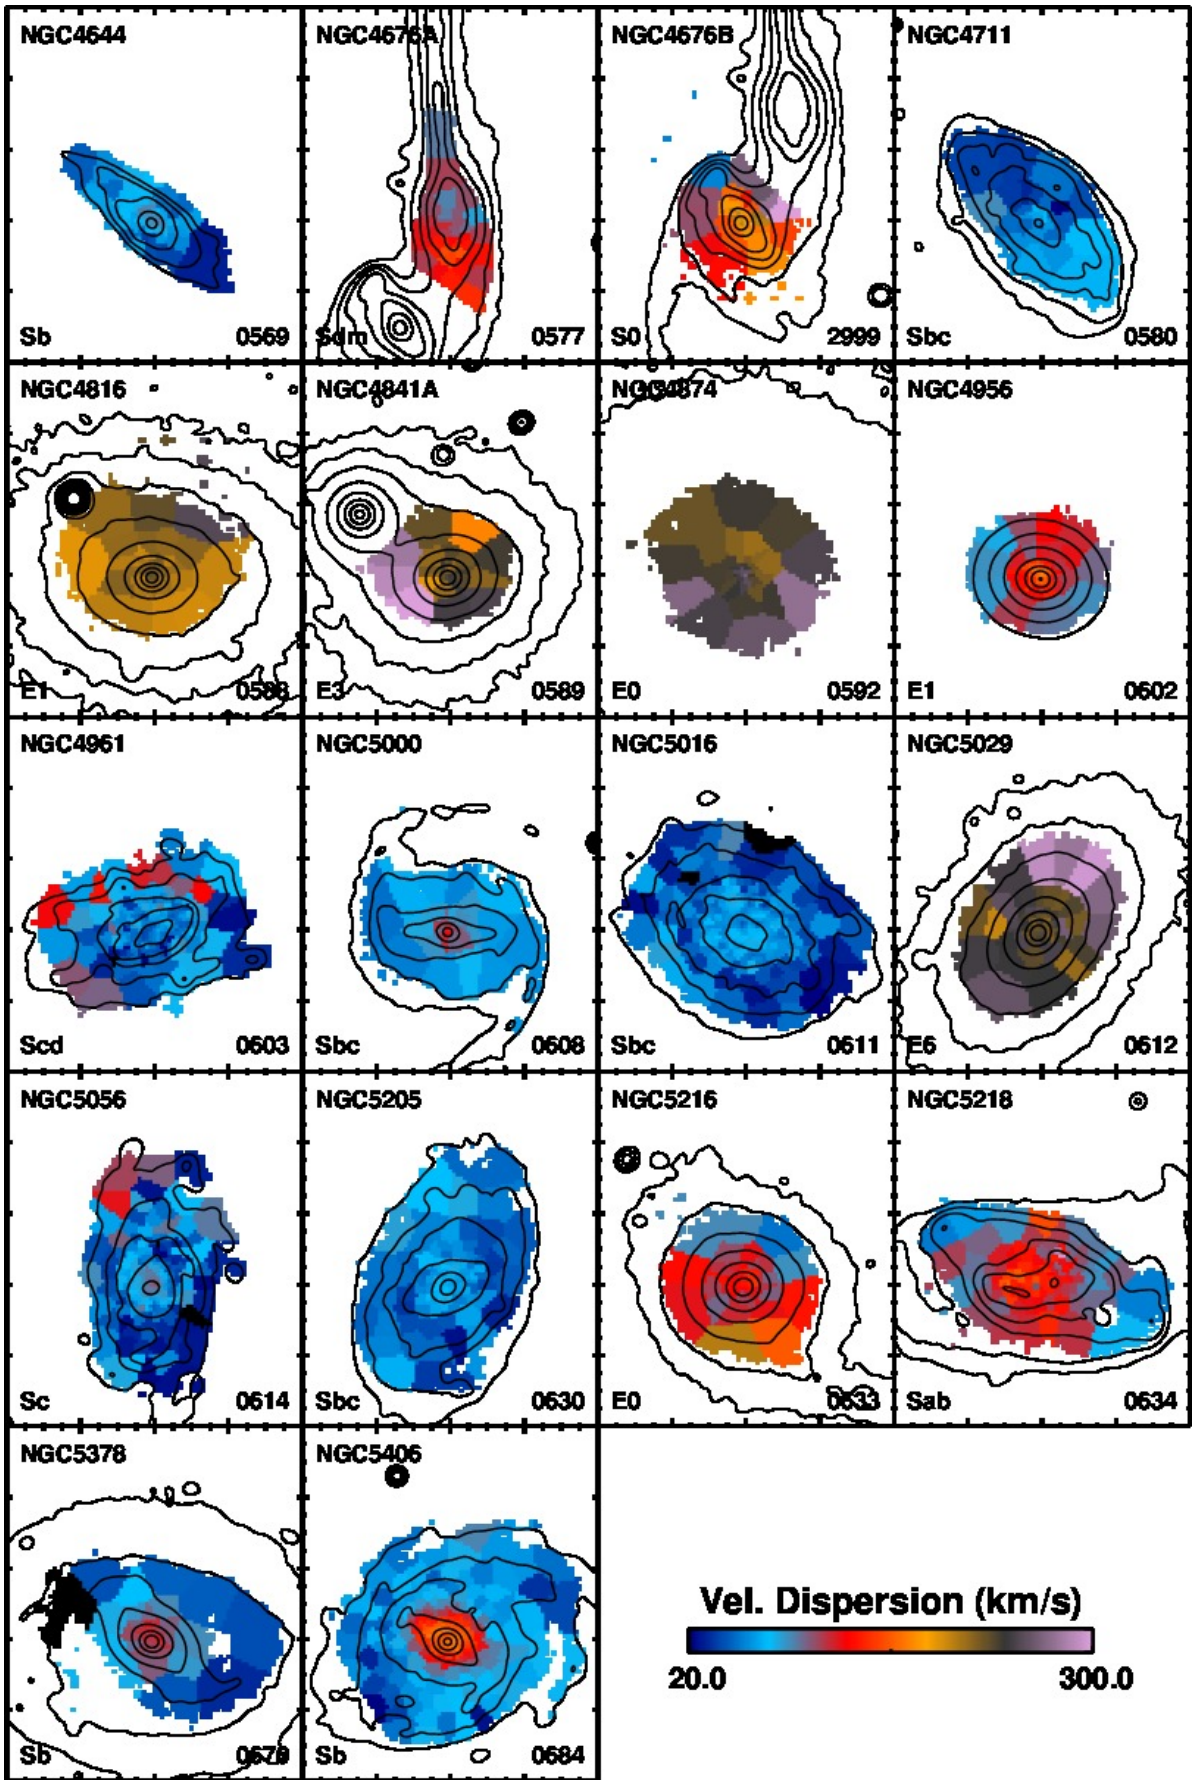 NGC4644 NGC4676A NGC4676B NGC4711
Sb 0569 Sdm 0577 S0 2999 Sbc 0580
NGC4816 NGC4841A NGC4874 NGC4956
E1 0588 E3 0589 E0 0592 E1 0602
NGC4961 NGC5000 NGC5016 NGC5029
Scd 0603 Sbc 0608 Sbc 0611 E6 0612
NGC5056 NGC5205 NGC5216 NGC5218
Sc 0614 Sbc 0630 E0 0633 Sab 0634
NGC5378 NGC5406
Sb 0679 Sb 0684
Vel. Dispersion (km/s)
20.0 300.0